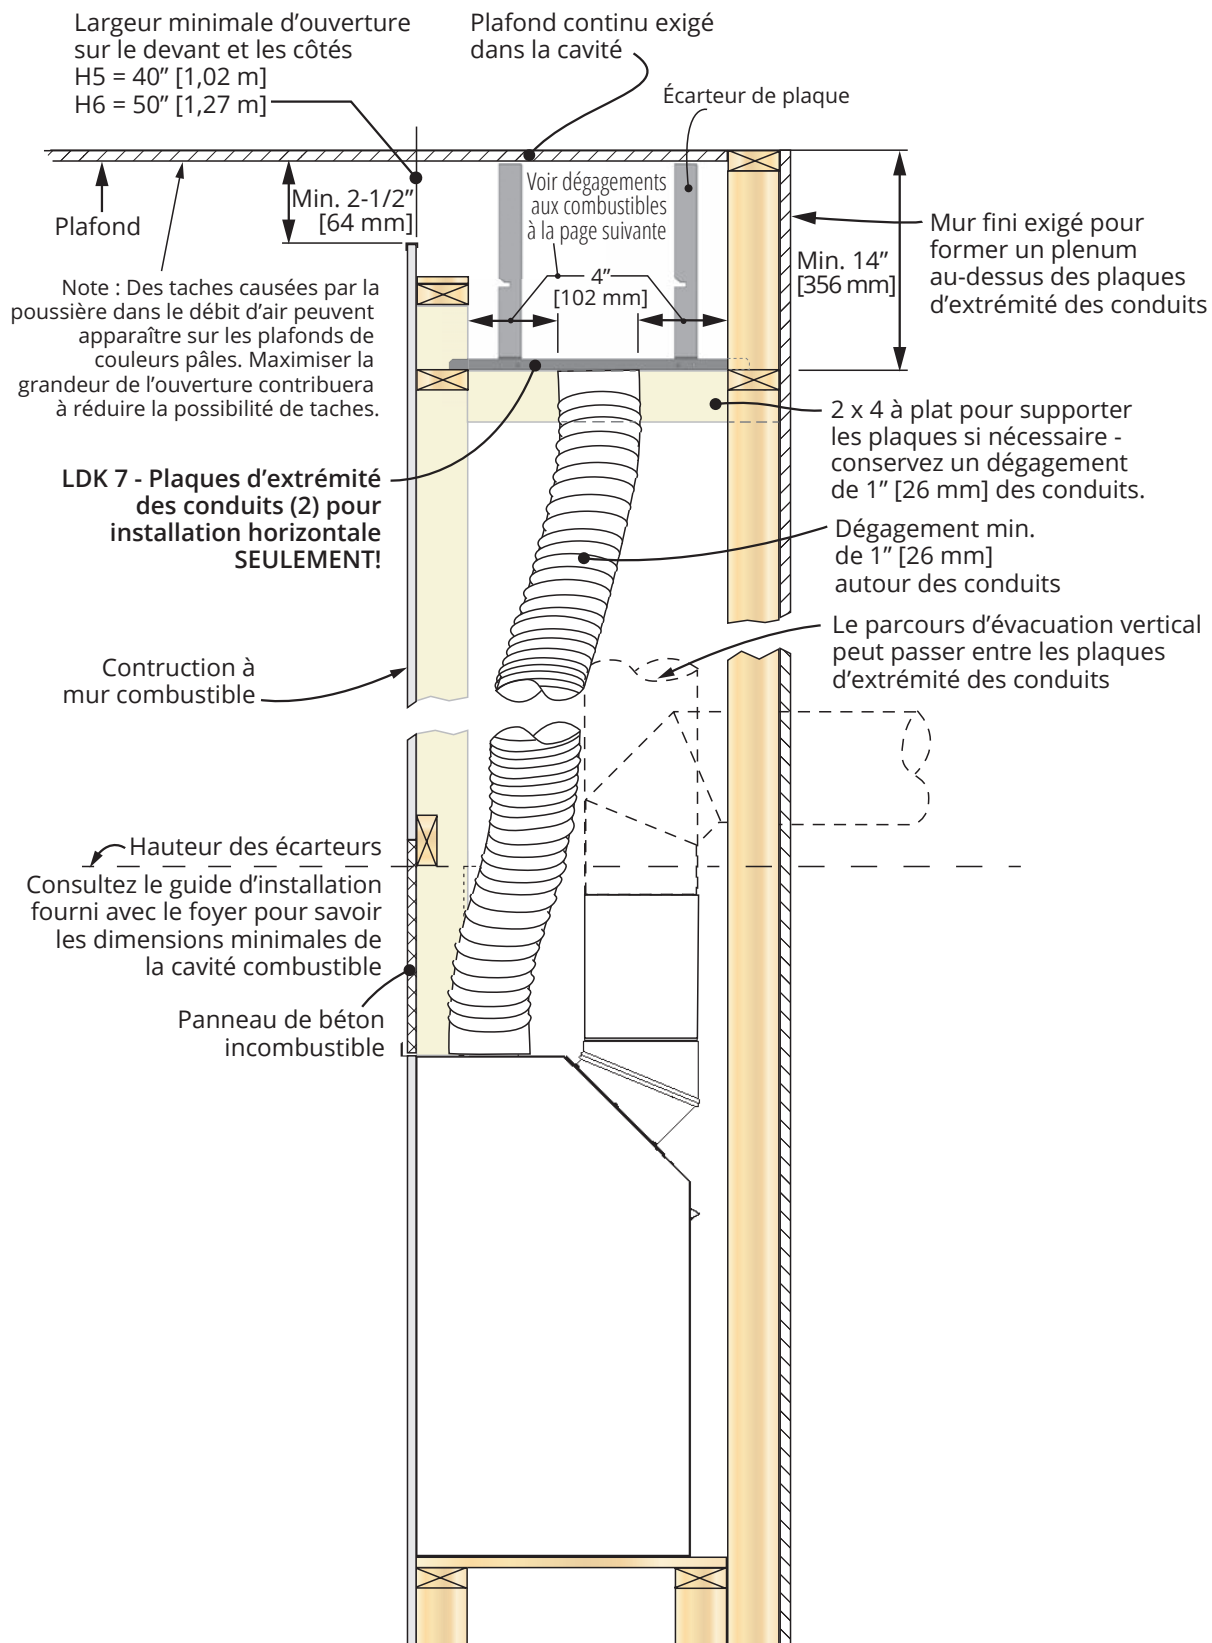 Largeur minimale d’ouverture
sur le devant et les côtés
H5 = 40” [1,02 m]
H6 = 50” [1,27 m]
Plafond continu exigé
dans la cavité
Écarteur de plaque
Plafond
Min. 2-1/2”
[64 mm]
Voir dégagements
aux combustibles
à la page suivante
4”
[102 mm]
Min. 14”
[356 mm]
Mur fini exigé pour
former un plenum
au-dessus des plaques
d’extrémité des conduits
Note : Des taches causées par la
poussière dans le débit d’air peuvent
apparaître sur les plafonds de
couleurs pâles. Maximiser la
grandeur de l’ouverture contribuera
à réduire la possibilité de taches.
2 x 4 à plat pour supporter
les plaques si nécessaire -
conservez un dégagement
de 1” [26 mm] des conduits.
LDK 7 - Plaques d’extrémité
des conduits (2) pour
installation horizontale
SEULEMENT!
Dégagement min.
de 1” [26 mm]
autour des conduits
Le parcours d’évacuation vertical
peut passer entre les plaques
d’extrémité des conduits
Contruction à
mur combustible
Hauteur des écarteurs
Consultez le guide d’installation
fourni avec le foyer pour savoir
les dimensions minimales de
la cavité combustible
Panneau de béton
incombustible